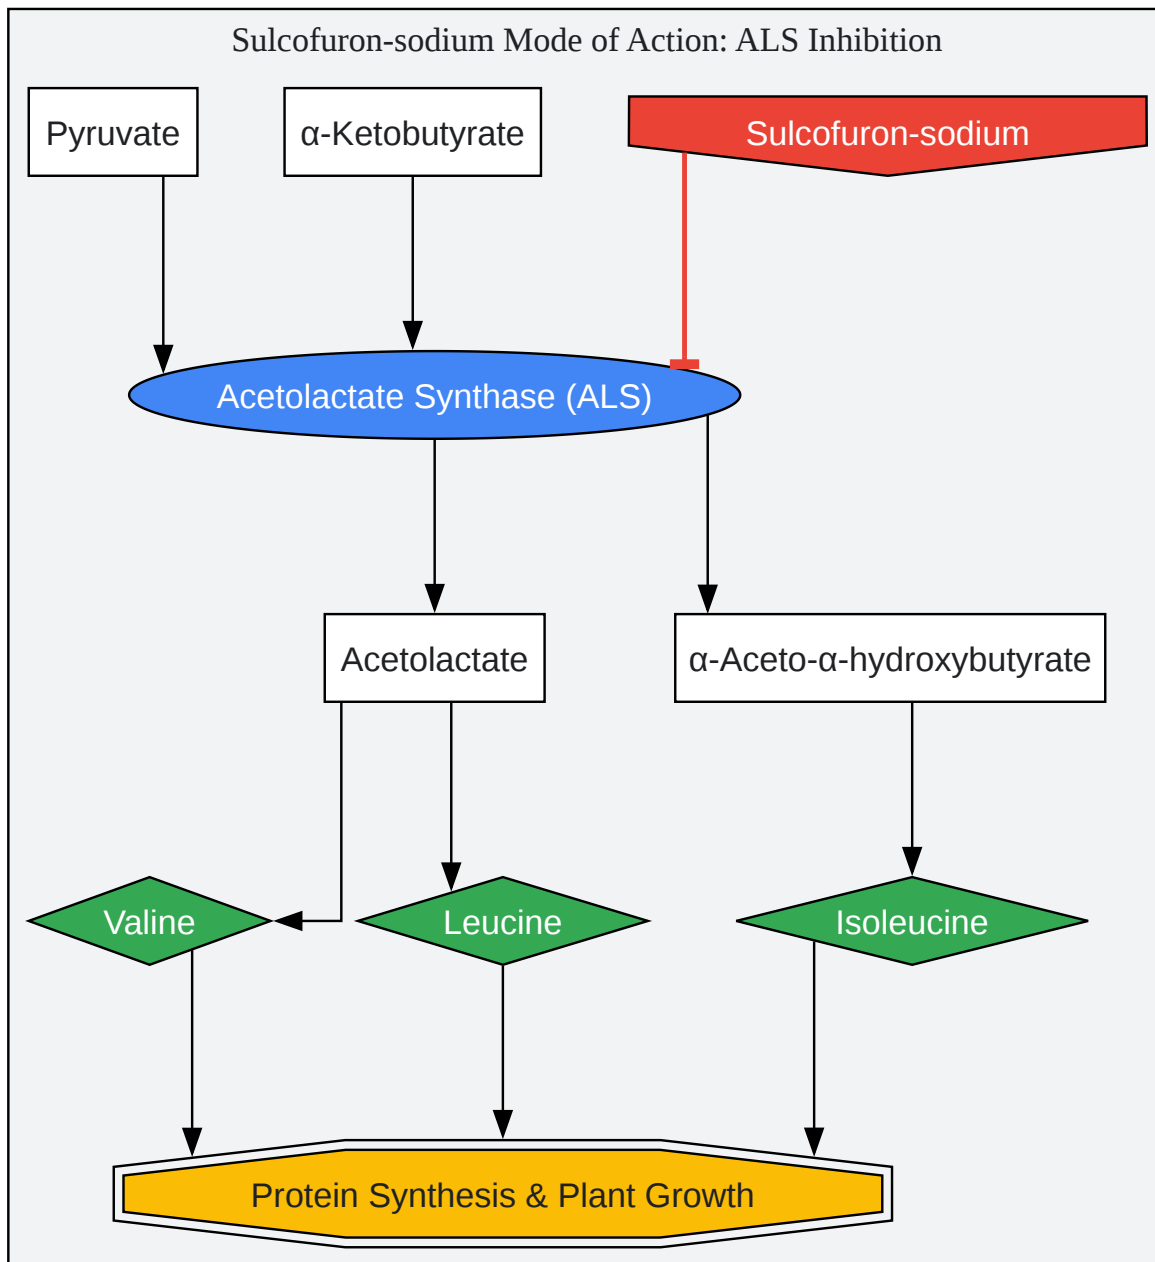 Sulcofuron-sodium Mode of Action: ALS Inhibition
Pyruvate
α-Ketobutyrate
Sulcofuron-sodium
Acetolactate Synthase (ALS)
Acetolactate
α-Aceto-α-hydroxybutyrate
Valine
Leucine
Isoleucine
Protein Synthesis & Plant Growth